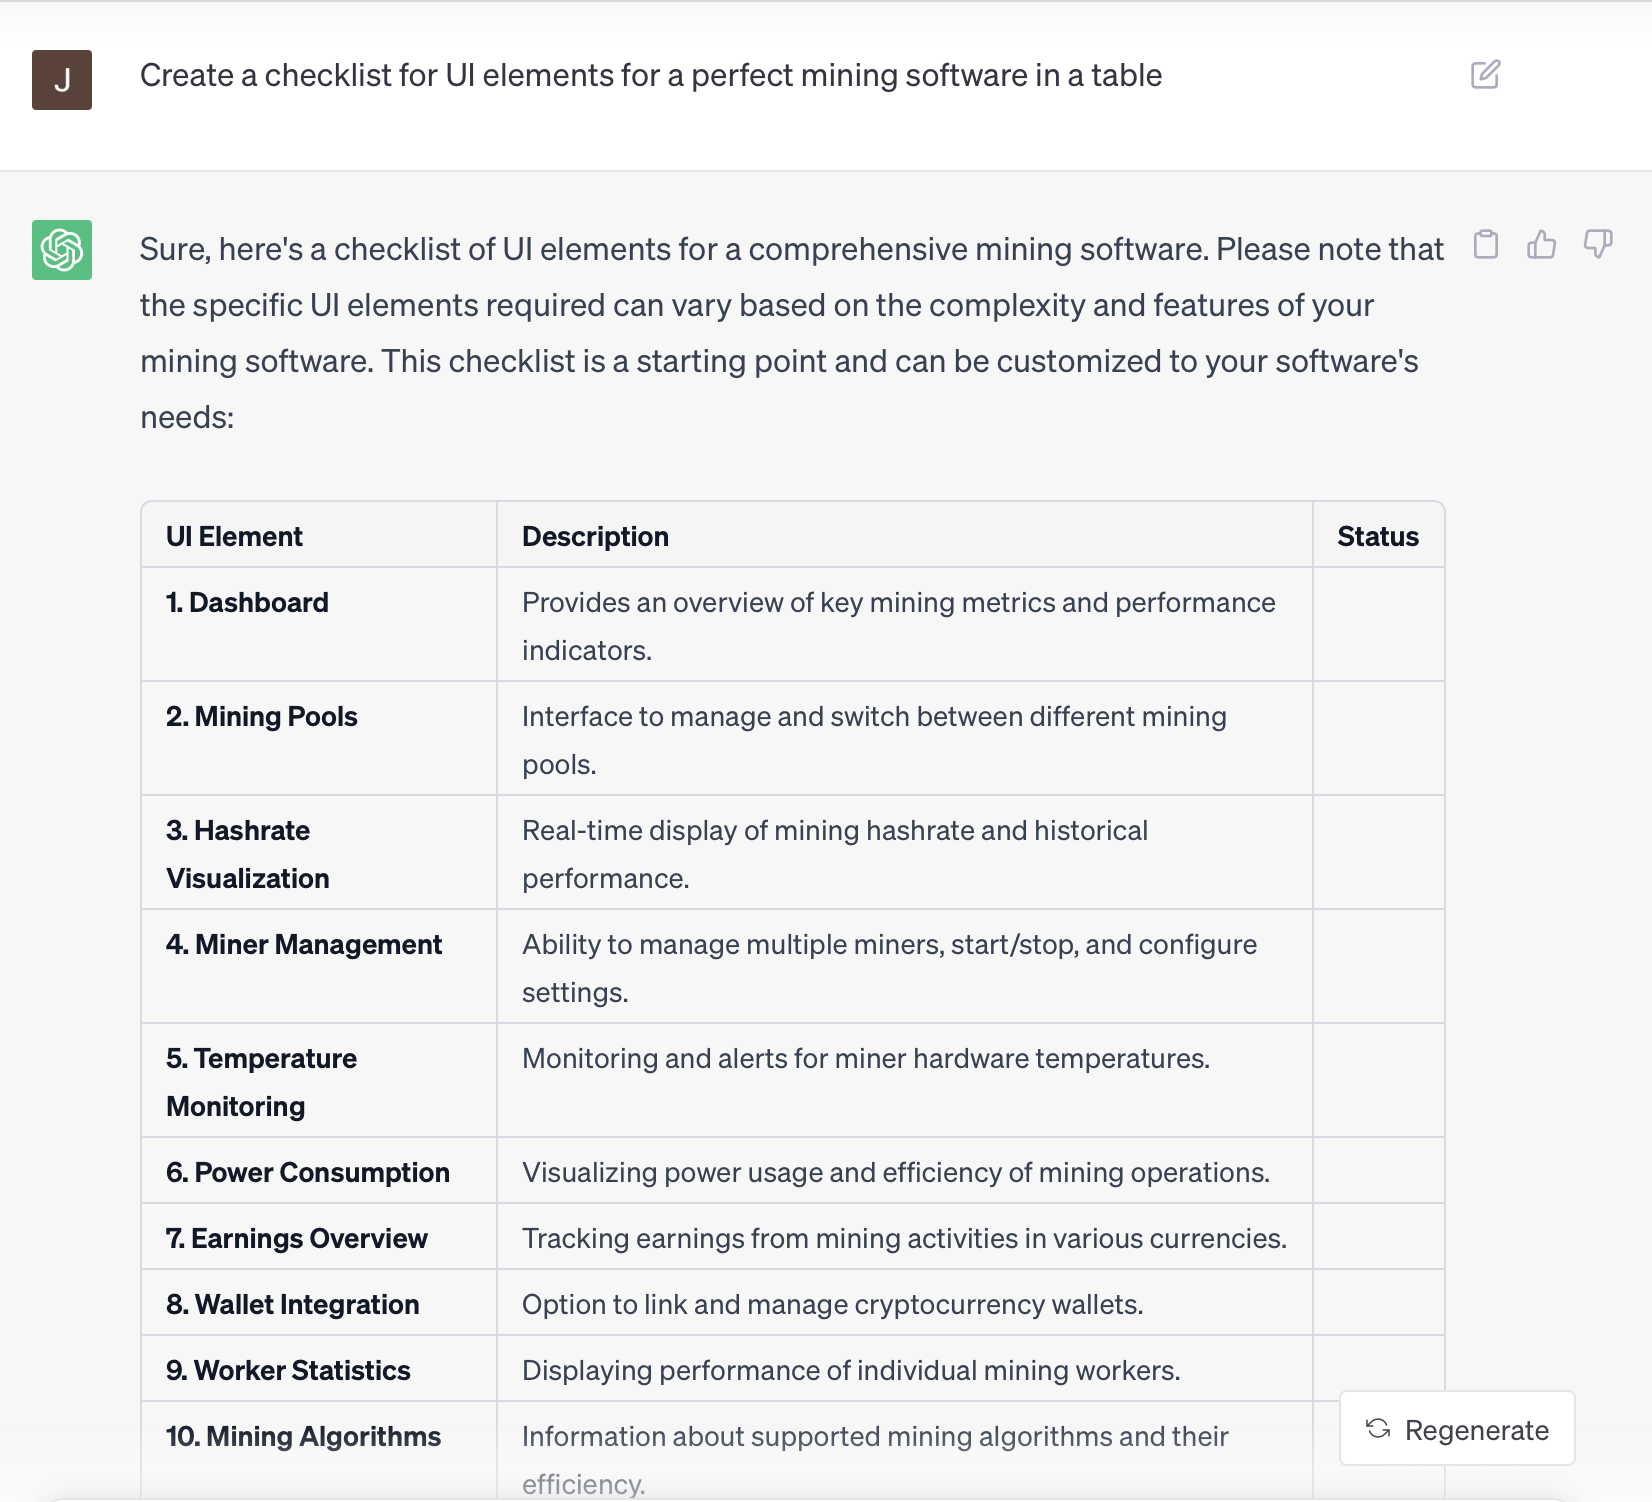 J
Create a checklist for UI elements for a perfect mining software in a table
Sure, here's a checklist of UI elements for a comprehensive mining software. Please note that
the specific UI elements required can vary based on the complexity and features of your
mining software. This checklist is a starting point and can be customized to your software's
needs:
UI Element Description Status
1. Dashboard Provides an overview of key mining metrics and performance
indicators.
2. Mining Pools Interface to manage and switch between different mining
pools.
3. Hashrate Real-time display of mining hashrate and historical
Visualization performance.
4. Miner Management Ability to manage multiple miners, start/stop, and configure
settings.
5. Temperature Monitoring and alerts for miner hardware temperatures.
Monitoring
6. Power Consumption Visualizing power usage and efficiency of mining operations.
7. Earnings Overview Tracking earnings from mining activities in various currencies.
8. Wallet Integration Option to link and manage cryptocurrency wallets.
9. Worker Statistics Displaying performance of individual mining workers.
10. Mining Algorithms Information about supported mining algorithms and their
efficiency.
Regenerate